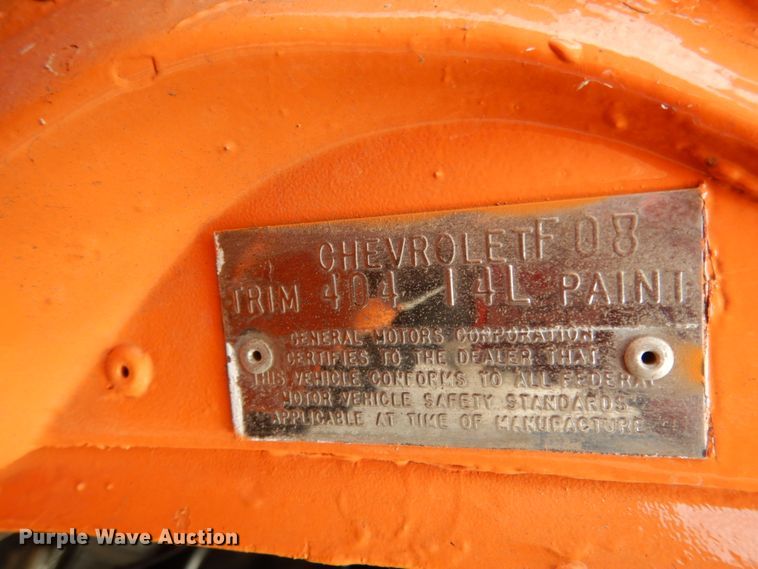 CHEVROLET F08
TRIM 404 14L PAINT
GENERAL MOTORS CORPORATION
CERTIFIES TO THE DEALER THAT
THIS VEHICLE CONFORMS TO ALL FEDERAL
MOTOR VEHICLE SAFETY STANDARDS
APPLICABLE AT TIME OF MANUFACTURE
Purple Wave Auction